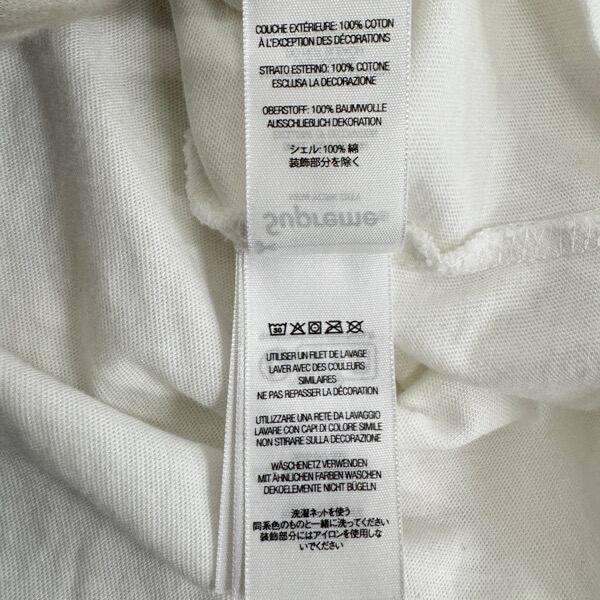 COUCHE EXTÉRIEURE: 100% COTON
À L'EXCEPTION DES DÉCORATIONS
STRATO ESTERNO: 100% COTONE
ESCLUSA LA DECORAZIONE
OBERSTOFF: 100% BAUMWOLLE
AUSSCHLIEBLICH DEKORATION
シェル: 100% 綿
装飾部分を除く
NEW YORK CITY
Supreme®
30
UTILISER UN FILET DE LAVAGE
LAVER AVEC DES COULEURS
SIMILAIRES
NE PAS REPASSER LA DÉCORATION
UTILIZZARE UNA RETE DA LAVAGGIO
LAVARE CON CAPI DI COLORE SIMILE
NON STIRARE SULLA DECORAZIONE
WÄSCHENETZ VERWENDEN
MIT ÄHNLICHEN FARBEN WASCHEN
DEKOELEMENTE NICHT BÜGELN
洗濯ネットを使う
同系色のものと一緒に洗ってください
装飾部分にはアイロンを使用しな
いでください